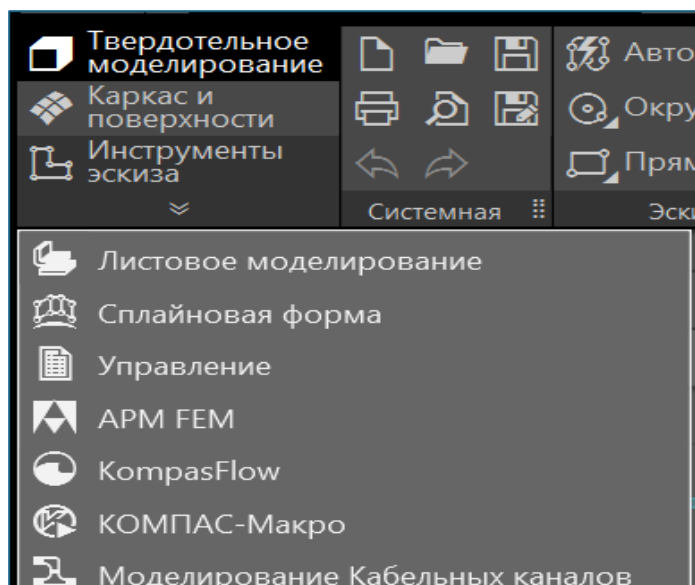 Твердотельное
моделирование
Каркас и
поверхности
Инструменты
эскиза
Авто
Окру
Прям
Системная
Эски
Листовое моделирование
Сплайновая форма
Управление
APM FEM
KompasFlow
КОМПАС-Макро
Моделирование Кабельных каналов